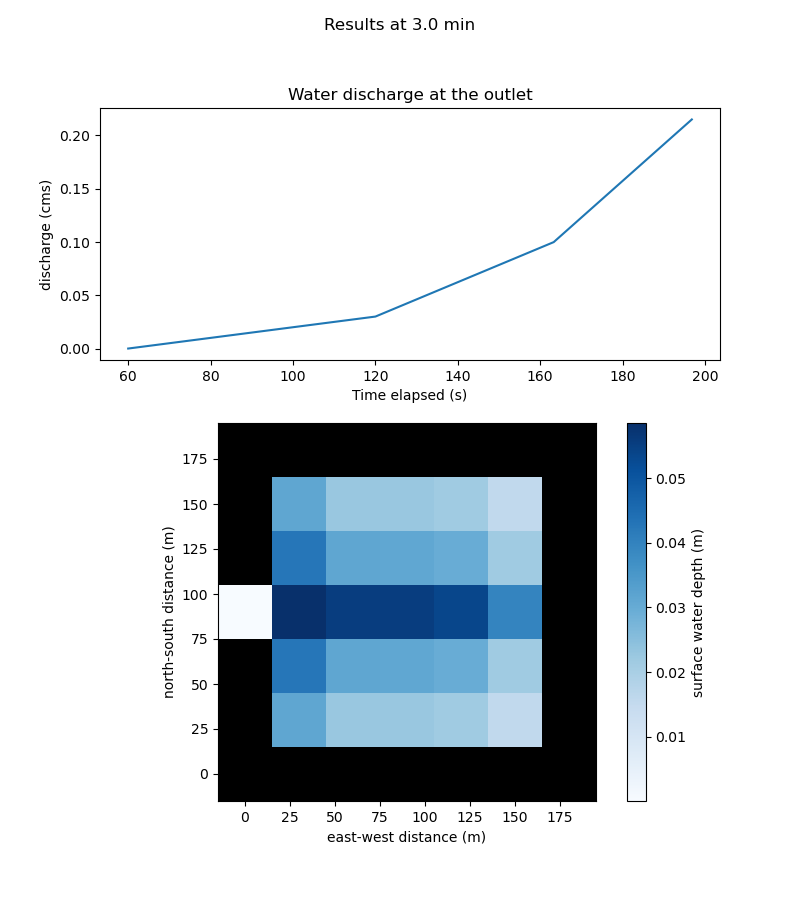 Results at 3.0 min
Water discharge at the outlet
discharge (cms)
0.20
0.15
0.10
0.05
0.00
60 80 100 120 140 160 180 200
Time elapsed (s)
north-south distance (m)
175
150
125
100
75
50
25
0
0 25 50 75 100 125 150 175
east-west distance (m)
0.05
0.04
0.03
0.02
0.01
surface water depth (m)